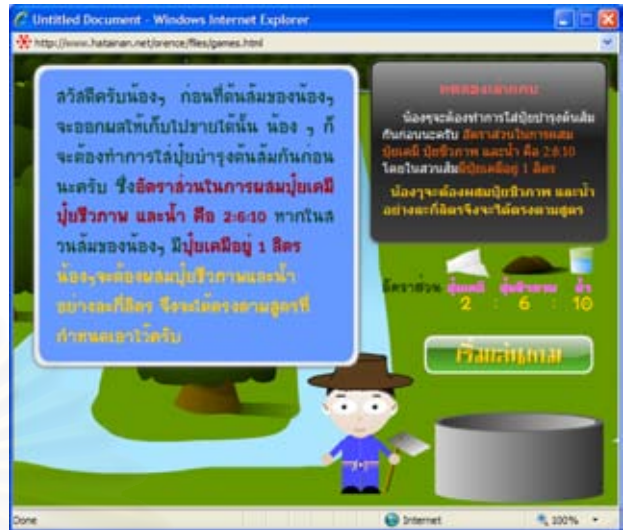 Untitled Document - Windows Internet Explorer
http://www.hatainan.net/orence/files/games.html
สวัสดีครับน้องๆ ก่อนที่ต้นส้มของน้องๆ
จะออกผลให้เก็บไปขายได้นั้น น้อง ๆ ก็
จะต้องทำการใส่ปุ๋ยบำรุงต้นส้มกันก่อน
นะครับ ซึ่งอัตราส่วนในการผสมปุ๋ยเคมี
ปุ๋ยชีวภาพ และน้ำ คือ 2:6:10 หากในส
วนส้มของน้องๆ มีปุ๋ยเคมีอยู่ 1 ลิตร
น้องๆจะต้องผสมปุ๋ยชีวภาพและน้ำ
อย่างละกี่ลิตร จึงจะได้ตรงตามสูตรที่
กำหนดเอาไว้ครับ
น้องๆจะต้องทำการใส่ปุ๋ยบำรุงต้นส้ม
กันก่อนนะครับ อัตราส่วนในการผสม
ปุ๋ยเคมี ปุ๋ยชีวภาพ และน้ำ คือ 2:6:10
โดยในสวนส้มมีปุ๋ยเคมีอยู่ 1 ลิตร
น้องๆจะต้องผสมปุ๋ยชีวภาพ และน้ำ
อย่างละกี่ลิตรจึงจะได้ตรงตามสูตร
อัตราส่วน ปุ๋ยเคมี ปุ๋ยชีวภาพ น้ำ
2 : 6 : 10
เริ่มเล่นเกม
Done
Internet
100%